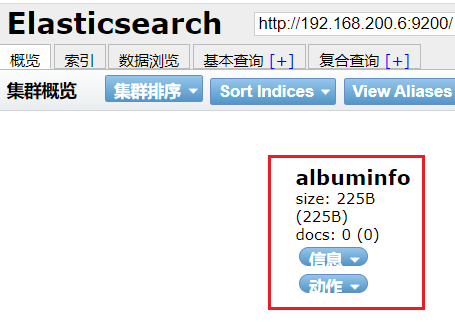 Elasticsearch http://192.168.200.6:9200/
概览 索引 数据浏览 基本查询 [+] 复合查询 [+]
集群概览 集群排序 Sort Indices View Aliases
albuminfo
size: 225B
(225B)
docs: 0 (0)
信息
动作